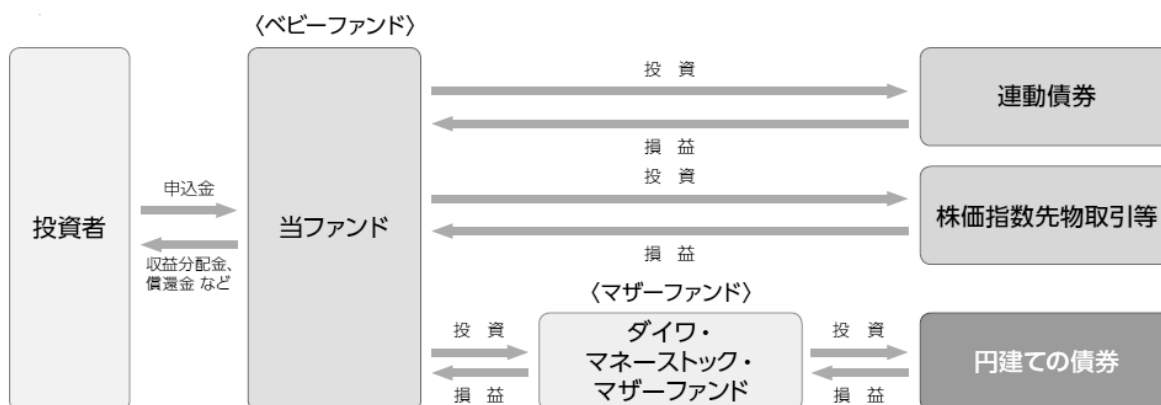 〈ベビーファンド〉
投資者
申込金
収益分配金、
償還金 など
当ファンド
投 資
損 益
連動債券
投 資
損 益
株価指数先物取引等
〈マザーファンド〉
投 資
損 益
ダイワ・
マネーストック・
マザーファンド
投 資
損 益
円建ての債券